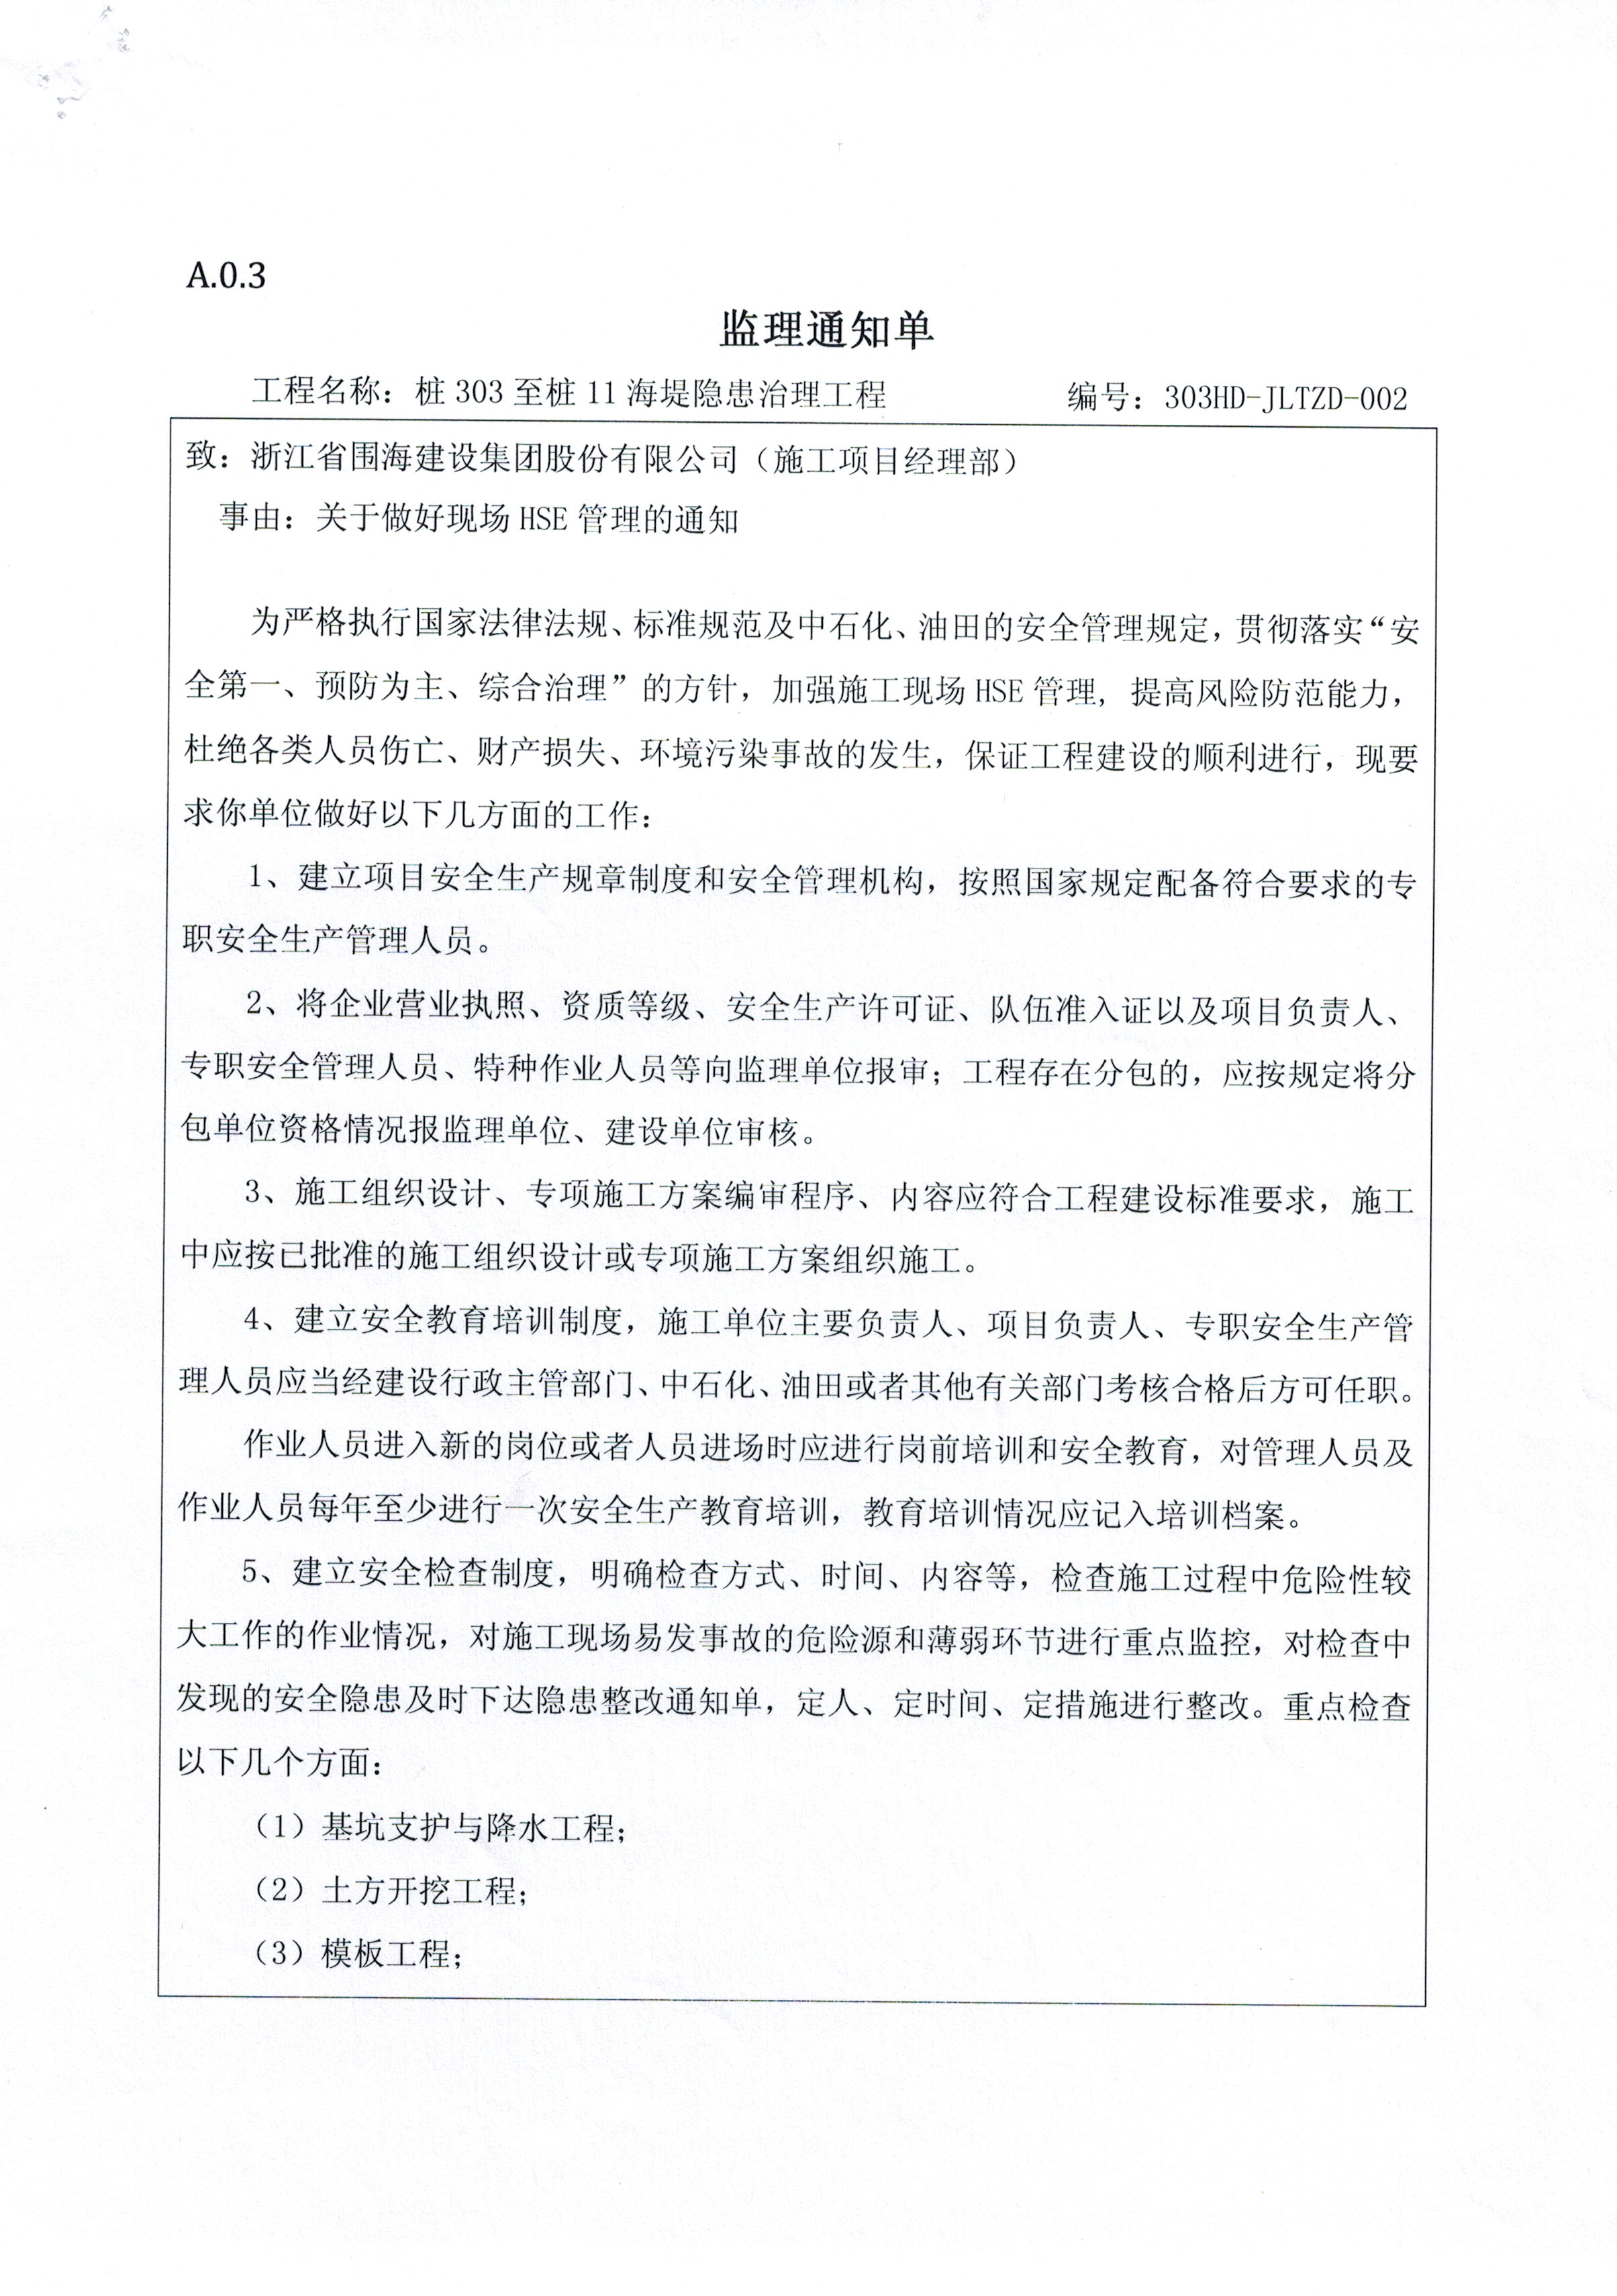 A.0.3
监理通知单
工程名称：桩 303 至桩 11 海堤隐患治理工程 编号：303HD-JLTZD-002
致：浙江省围海建设集团股份有限公司（施工项目经理部）
事由：关于做好现场 HSE 管理的通知
为严格执行国家法律法规、标准规范及中石化、油田的安全管理规定，贯彻落实“安
全第一、预防为主、综合治理”的方针，加强施工现场 HSE 管理，提高风险防范能力，
杜绝各类人员伤亡、财产损失、环境污染事故的发生，保证工程建设的顺利进行，现要
求你单位做好以下几方面的工作：
1、建立项目安全生产规章制度和安全管理机构，按照国家规定配备符合要求的专
职安全生产管理人员。
2、将企业营业执照、资质等级、安全生产许可证、队伍准入证以及项目负责人、
专职安全管理人员、特种作业人员等向监理单位报审；工程存在分包的，应按规定将分
包单位资格情况报监理单位、建设单位审核。
3、施工组织设计、专项施工方案编审程序、内容应符合工程建设标准要求，施工
中应按已批准的施工组织设计或专项施工方案组织施工。
4、建立安全教育培训制度，施工单位主要负责人、项目负责人、专职安全生产管
理人员应当经建设行政主管部门、中石化、油田或者其他有关部门考核合格后方可任职。
作业人员进入新的岗位或者人员进场时应进行岗前培训和安全教育，对管理人员及
作业人员每年至少进行一次安全生产教育培训，教育培训情况应记入培训档案。
5、建立安全检查制度，明确检查方式、时间、内容等，检查施工过程中危险性较
大工作的作业情况，对施工现场易发事故的危险源和薄弱环节进行重点监控，对检查中
发现的安全隐患及时下达隐患整改通知单，定人、定时间、定措施进行整改。重点检查
以下几个方面：
（1）基坑支护与降水工程；
（2）土方开挖工程；
（3）模板工程；